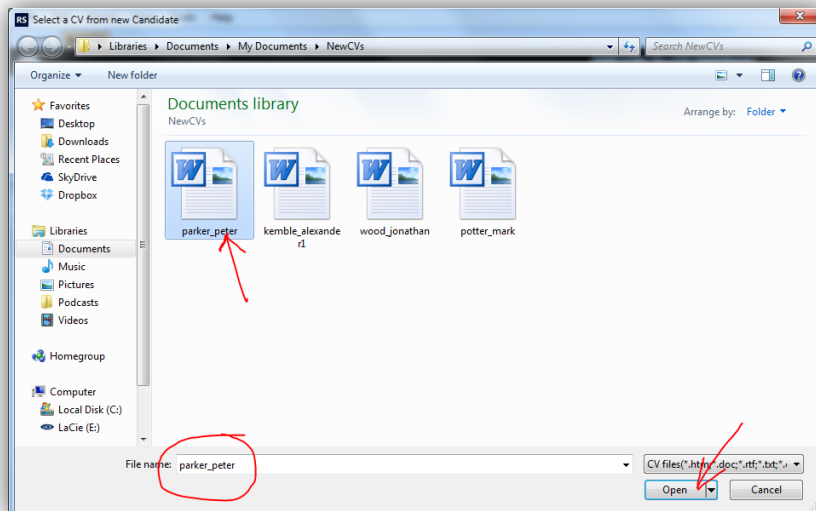 RS Select a CV from new Candidate
Help
Libraries Documents My Documents NewCVs
Search NewCVs
Organize New folder
Favorites
Desktop
Downloads
Recent Places
SkyDrive
Dropbox
Libraries
Documents
Music
Pictures
Podcasts
Videos
Homegroup
Computer
Local Disk (C:)
LaCie (E:)
Documents library
NewCVs
Arrange by: Folder
parker_peter
kemble_alexande
r1
wood_jonathan
potter_mark
File name: parker_peter
CV files(*.htm;*.doc;*.rtf;*.txt;*.
Open Cancel